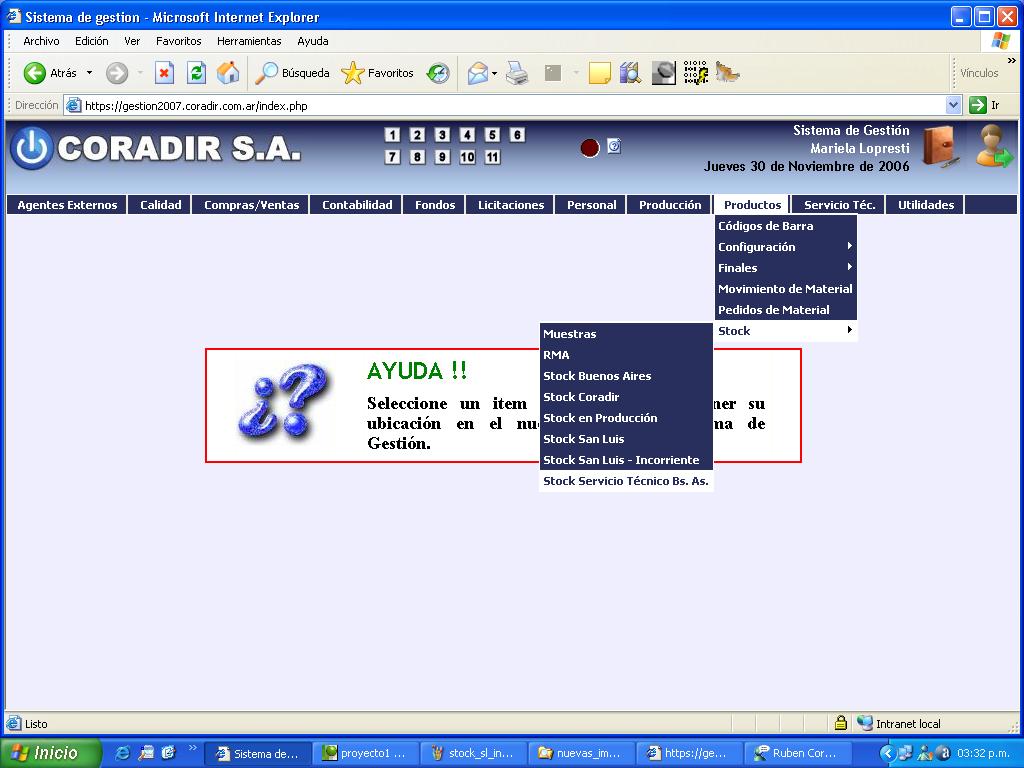 Sistema de gestion - Microsoft Internet Explorer
Archivo Edición Ver Favoritos Herramientas Ayuda
Atrás Búsqueda Favoritos Vínculos »
Dirección https://gestion2007.coradir.com.ar/index.php Ir
CORADIR S.A.
1 2 3 4 5 6
7 8 9 10 11
Sistema de Gestión
Mariela Lopresti
Jueves 30 de Noviembre de 2006
Agentes Externos Calidad Compras/Ventas Contabilidad Fondos Licitaciones Personal Producción Productos Servicio Téc. Utilidades
Códigos de Barra
Configuración
Finales
Movimiento de Material
Pedidos de Material
Stock
Muestras
RMA
Stock Buenos Aires
Stock Coradir
Stock en Producción
Stock San Luis
Stock San Luis - Incorriente
Stock Servicio Técnico Bs. As.
¿?
AYUDA !!
Seleccione un item ner su
ubicación en el nu ma de
Gestión.
Listo Intranet local
Inicio » Sistema de... proyecto1 ... stock_sl_in... nuevas_im... https://ge... Ruben Cor... 03:32 p.m.